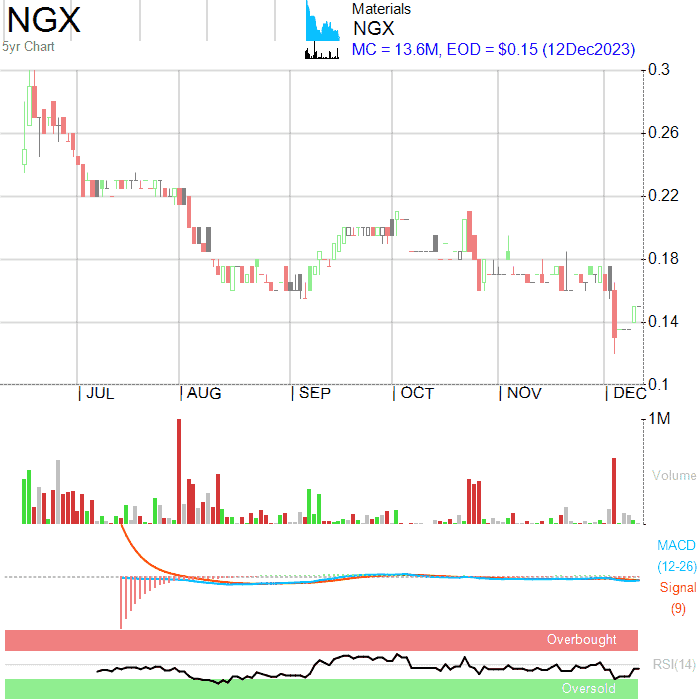 NGX
5yr Chart
Materials
NGX
MC = 13.6M, EOD = $0.15 (12Dec2023)
0.3
0.26
0.22
0.18
0.14
0.1
JUL AUG SEP OCT NOV DEC
1M
Volume
MACD
(12-26)
Signal
(9)
Overbought
RSI(14)
Oversold